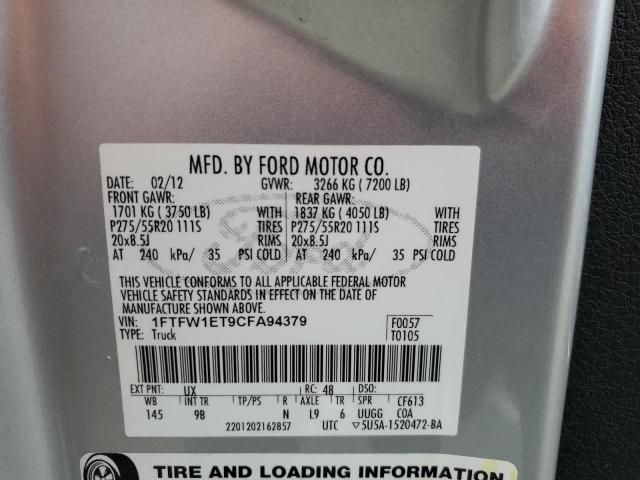 MFD. BY FORD MOTOR CO.
DATE: 02/12 GVWR: 3266 KG ( 7200 LB)
FRONT GAWR: REAR GAWR:
1701 KG ( 3750 LB) WITH 1837 KG ( 4050 LB) WITH
P275/55R20 111S TIRES P275/55R20 111S TIRES
20x8.5J RIMS 20x8.5J RIMS
AT 240 kPa/ 35 PSI COLD AT 240 kPa/ 35 PSI COLD
Ford
THIS VEHICLE CONFORMS TO ALL APPLICABLE FEDERAL MOTOR
VEHICLE SAFETY STANDARDS IN EFFECT ON THE DATE OF
MANUFACTURE SHOWN ABOVE.
VIN: 1FTFW1ET9CFA94379 F0057
TYPE: Truck T0105
EXT PNT: UX RC: 48 DSO:
WB INT TR TP/PS R AXLE TR SPR CF613
145 9B N L9 6 UUGG COA
2201202162857 UTC ▽5U5A-1520472-BA
TIRE AND LOADING INFORMATION